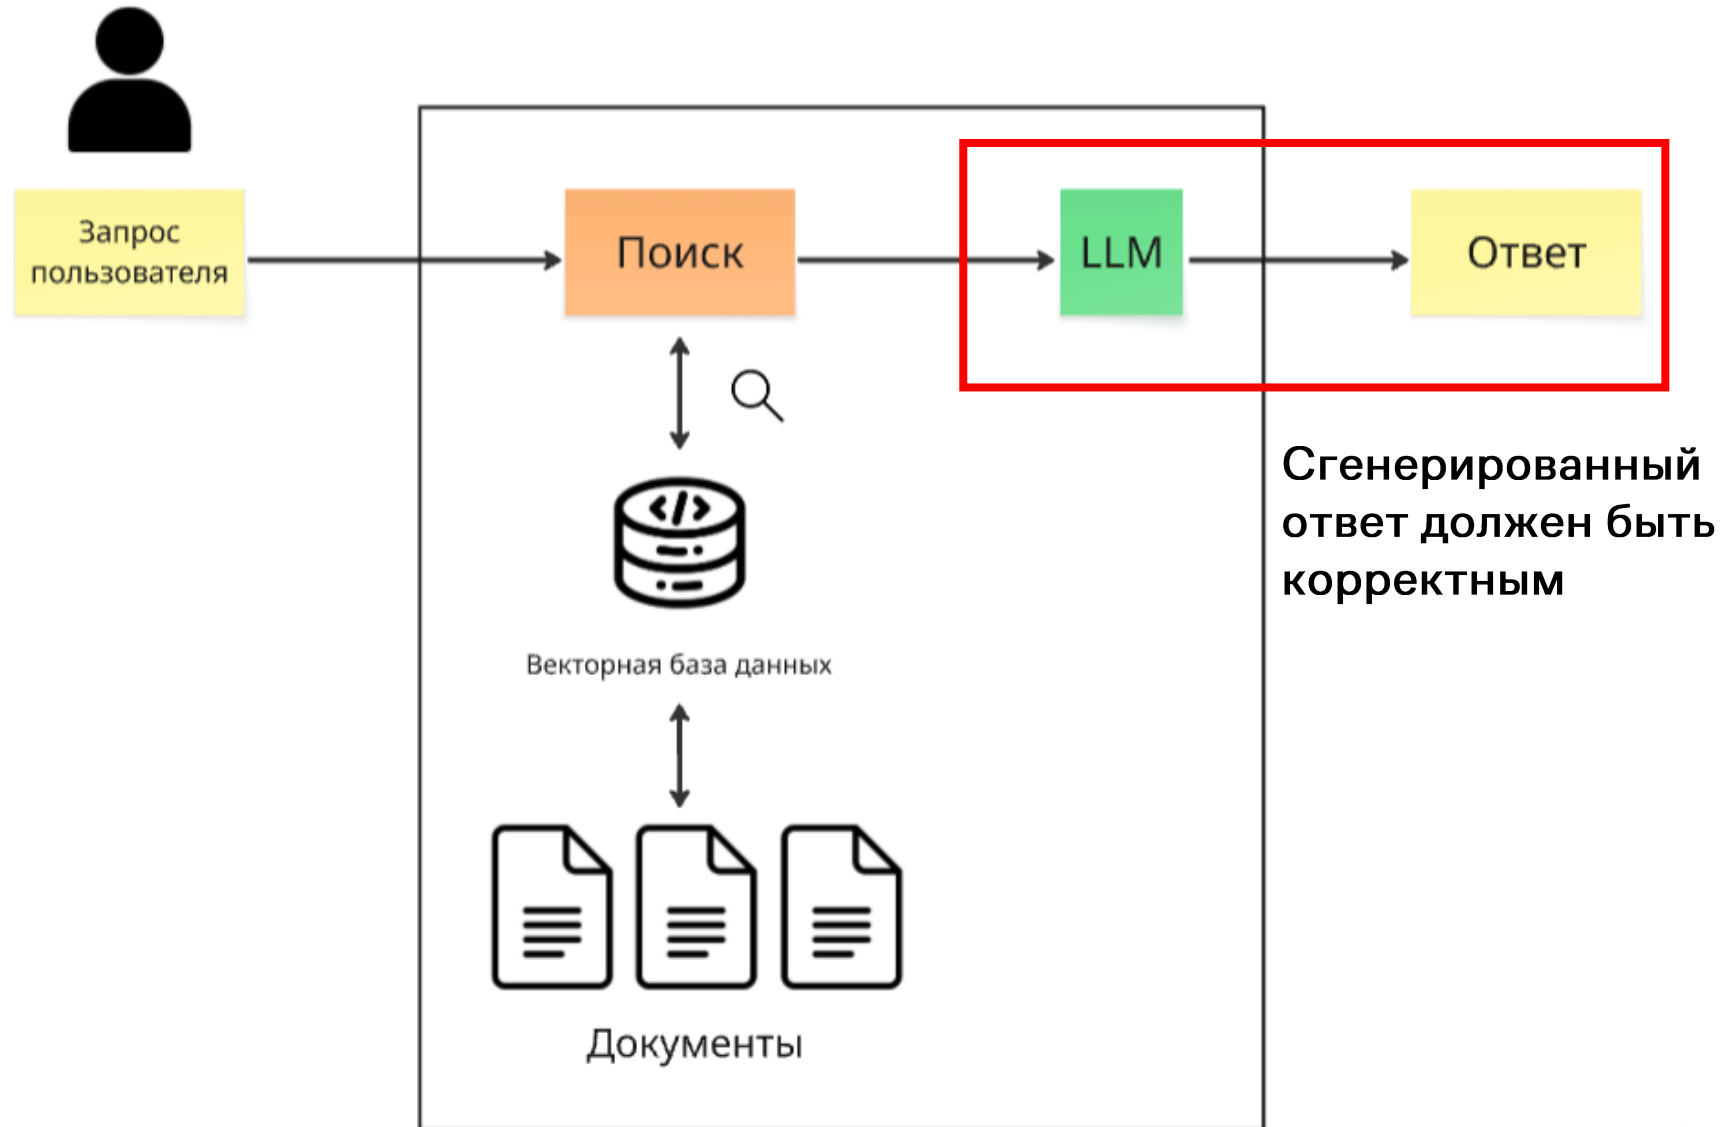 Запрос
пользователя
Поиск
LLM
Ответ
</>
Сгенерированный
ответ должен быть
корректным
Векторная база данных
Документы